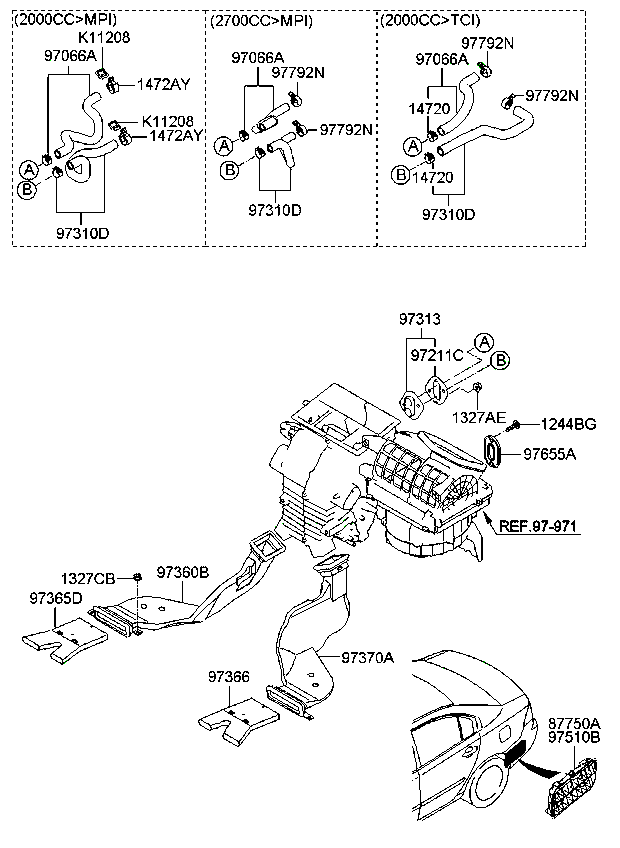 (2000CC>MPI)
K11208
97066A
1472AY
K11208
1472AY
A
B
97310D
(2700CC>MPI)
97066A
97792N
97792N
A
B
97310D
(2000CC>TCI)
97792N
97066A
97792N
14720
A
B
14720
97310D
97313
A
97211C
B
1327AE
1244BG
97655A
REF.97-971
1327CB
97360B
97365D
97370A
97366
87750A
97510B